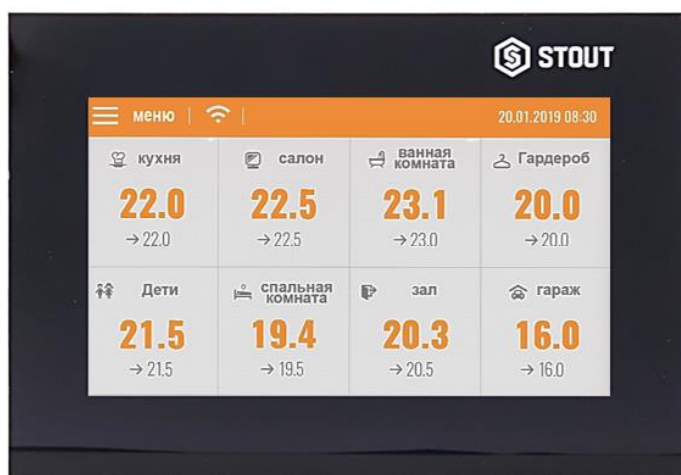 STOUT
меню
20.01.2019 08:30
кухня
салон
ванная
комната
Гардероб
22.0
22.5
23.1
20.0
→ 22.0
→ 22.5
→ 23.0
→ 20.0
Дети
спальная
комната
зал
гараж
21.5
19.4
20.3
16.0
→ 21.5
→ 19.5
→ 20.5
→ 16.0